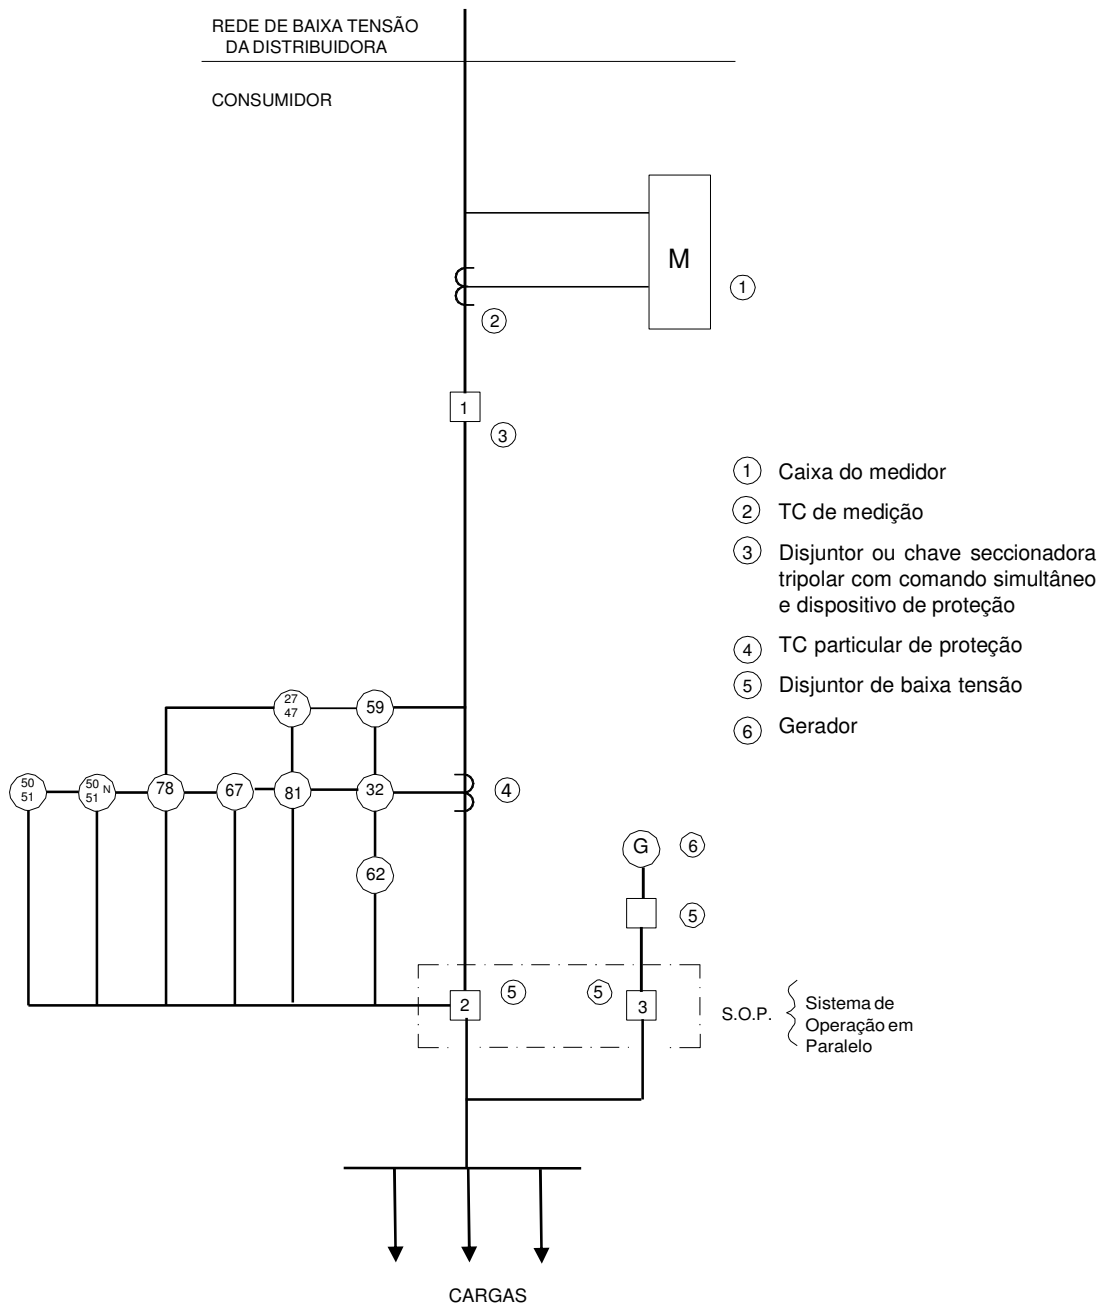 REDE DE BAIXA TENSÃO
DA DISTRIBUIDORA
CONSUMIDOR
M
1
2
1
3
1 Caixa do medidor
2 TC de medição
3 Disjuntor ou chave seccionadora
tripolar com comando simultâneo
e dispositivo de proteção
4 TC particular de proteção
5 Disjuntor de baixa tensão
6 Gerador
27
47
59
50
51
50
51
N
78
67
81
32
4
62
G
6
5
2
5
5
3
S.O.P.
Sistema de
Operação em
Paralelo
CARGAS